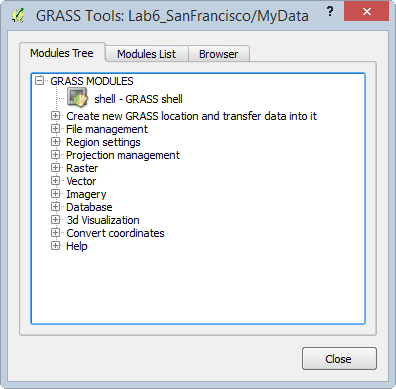 GRASS Tools: Lab6_SanFrancisco/MyData ? ×
Modules Tree Modules List Browser
GRASS MODULES
shell - GRASS shell
Create new GRASS location and transfer data into it
File management
Region settings
Projection management
Raster
Vector
Imagery
Database
3d Visualization
Convert coordinates
Help
Close